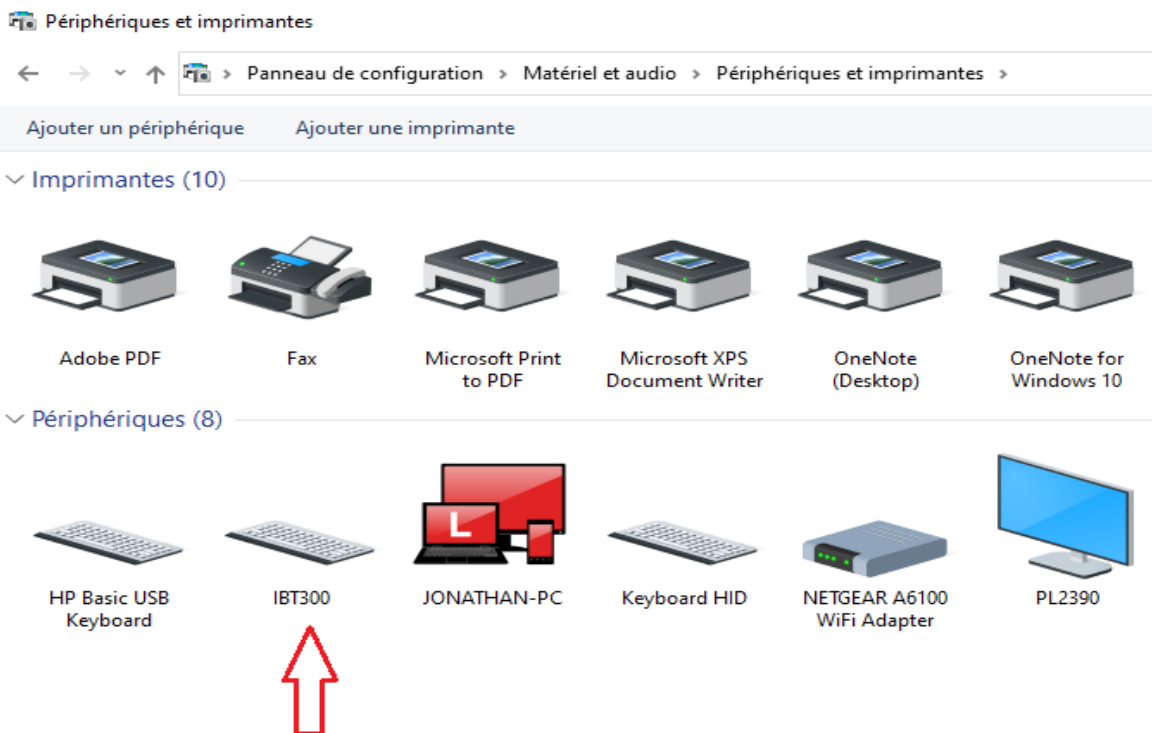 Périphériques et imprimantes
Panneau de configuration > Matériel et audio > Périphériques et imprimantes >
Ajouter un périphérique Ajouter une imprimante
Imprimantes (10)
Adobe PDF
Fax
Microsoft Print
to PDF
Microsoft XPS
Document Writer
OneNote
(Desktop)
OneNote for
Windows 10
Périphériques (8)
L
HP Basic USB
Keyboard
IBT300
JONATHAN-PC
Keyboard HID
NETGEAR A6100
WiFi Adapter
PL2390